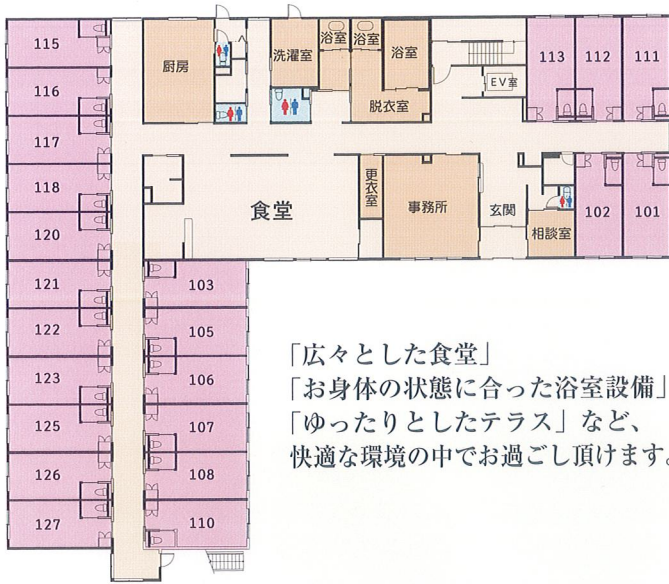 115
厨房
洗濯室
浴室
浴室
浴室
113
112
111
116
EV室
脱衣室
117
118
更衣室
事務所
玄関
102
101
120
食堂
相談室
121
103
122
105
123
106
125
107
126
108
127
110
「広々とした食堂」
「お身体の状態に合った浴室設備」
「ゆったりとしたテラス」など、
快適な環境の中でお過ごし頂けます。